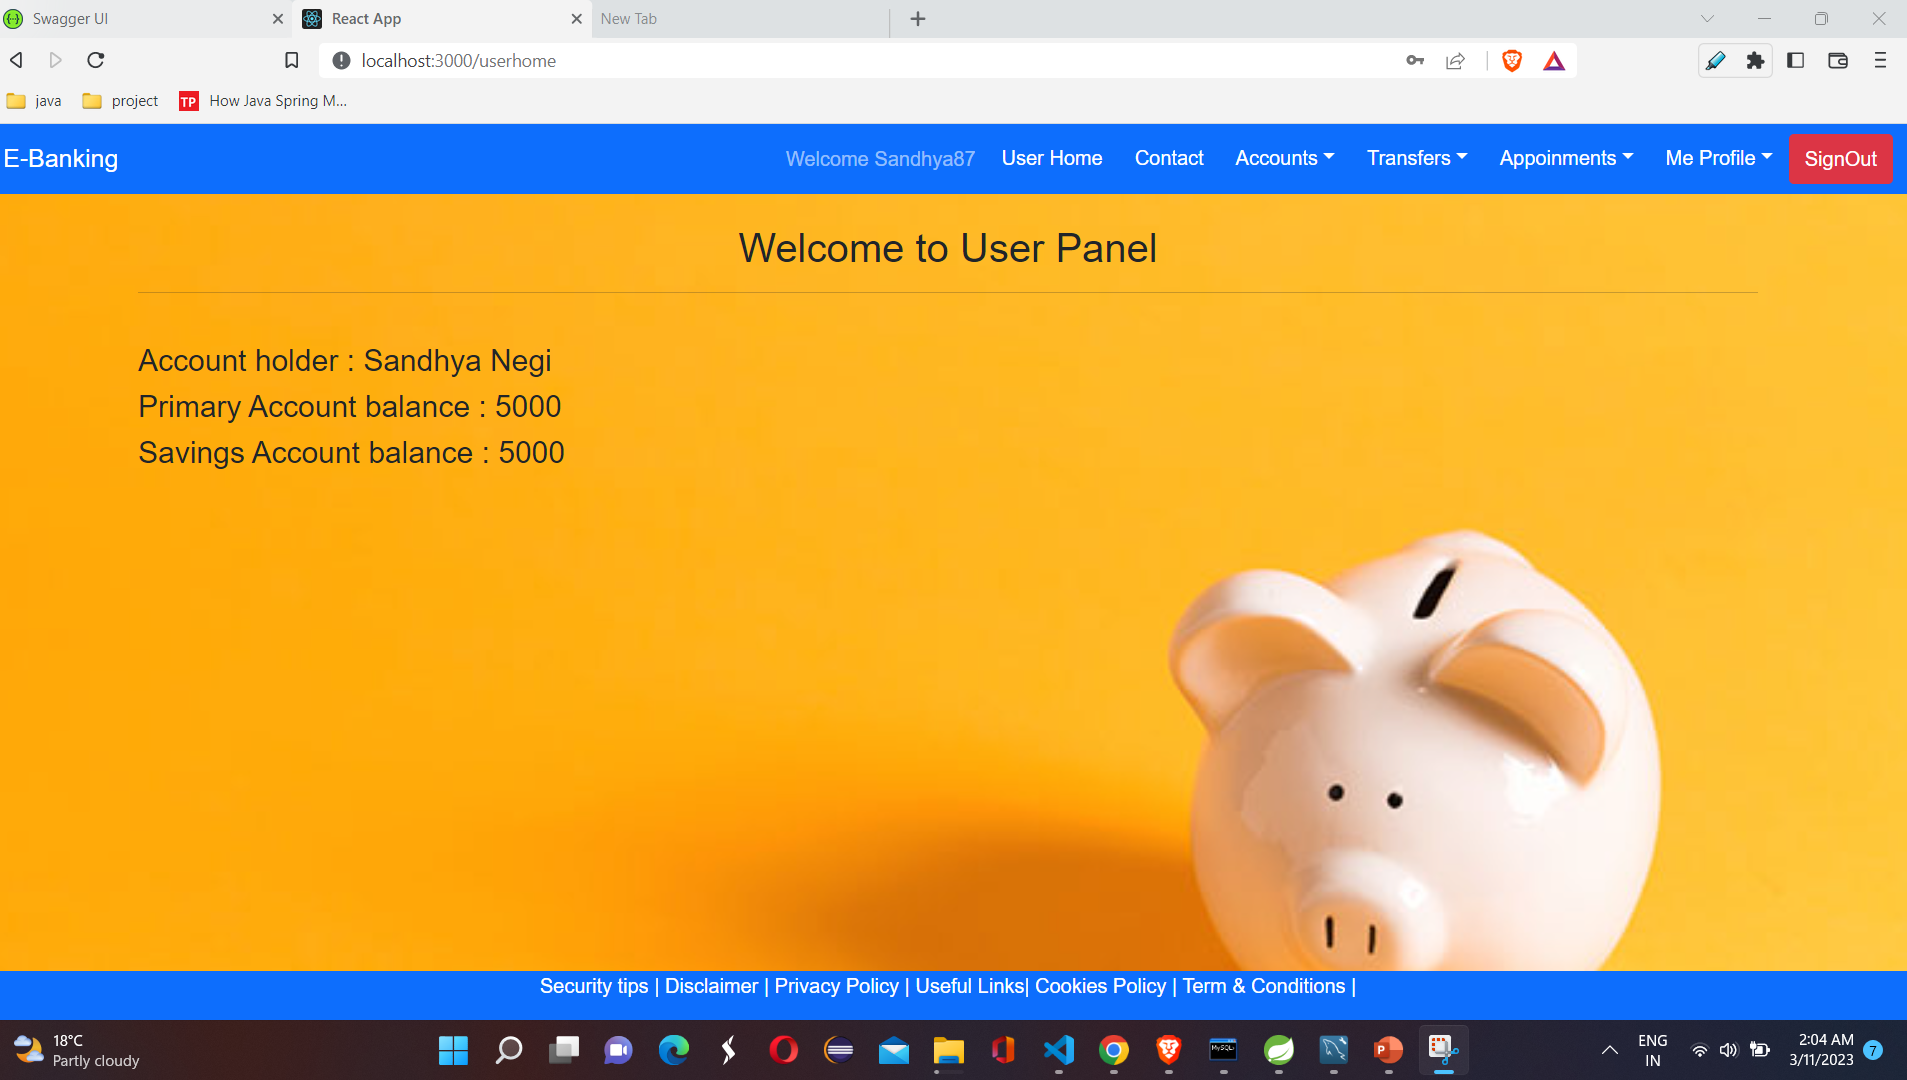 Swagger UI
React App
New Tab
localhost:3000/userhome
java
project
TP
How Java Spring M...
E-Banking
Welcome Sandhya87
User Home
Contact
Accounts
Transfers
Appoinments
Me Profile
SignOut
Welcome to User Panel
Account holder : Sandhya Negi
Primary Account balance : 5000
Savings Account balance : 5000
Security tips | Disclaimer | Privacy Policy | Useful Links| Cookies Policy | Term & Conditions |
18°C
Partly cloudy
MySQL
P
ENG
IN
2:04 AM
3/11/2023
7